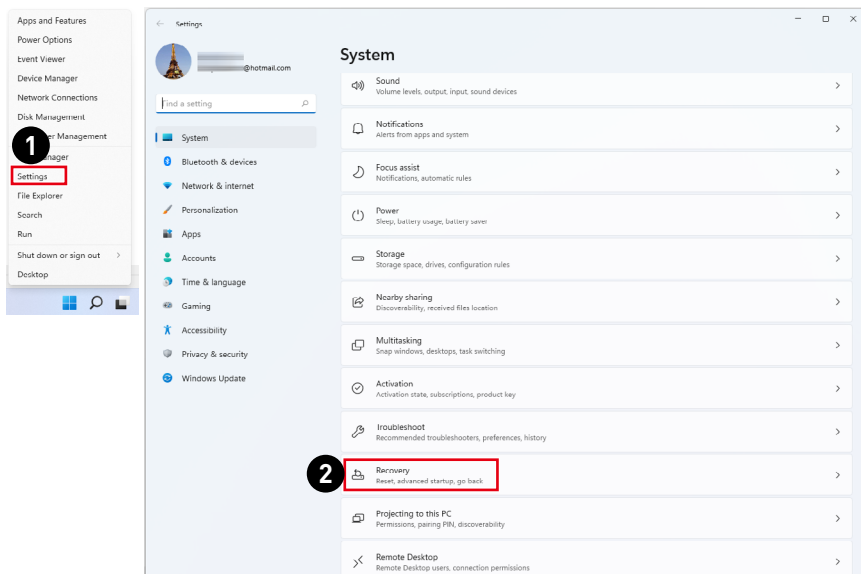 Apps and Features
Power Options
Event Viewer
Device Manager
Network Connections
Disk Management
Management
1
Settings
File Explorer
Search
Run
Shut down or sign out
Desktop
Settings
@hotmail.com
Find a setting
System
Bluetooth & devices
Network & internet
Personalization
Apps
Accounts
Time & language
Gaming
Accessibility
Privacy & security
Windows Update
System
Sound
Volume levels, output, input, sound devices
Notifications
Alerts from apps and system
Focus assist
Notifications, automatic rules
Power
Sleep, battery usage, battery saver
Storage
Storage space, drives, configuration rules
Nearby sharing
Discoverability, received files location
Multitasking
Snap windows, desktops, task switching
Activation
Activation state, subscriptions, product key
Troubleshoot
Recommended troubleshooters, preferences, history
2
Recovery
Reset, advanced startup, go back
Projecting to this PC
Permissions, pairing PIN, discoverability
Remote Desktop
Remote Desktop users, connection permissions